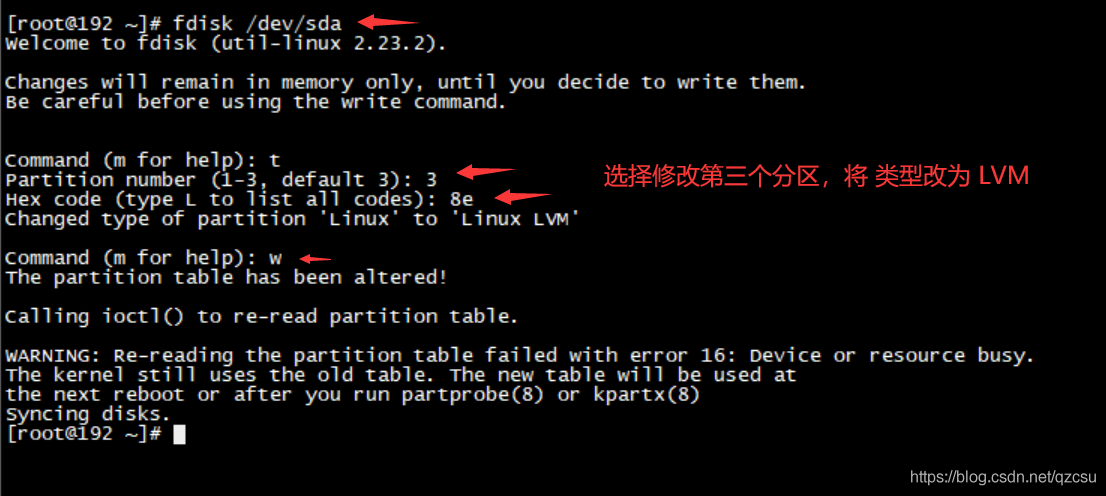 [root@192 ~]# fdisk /dev/sda
Welcome to fdisk (util-linux 2.23.2).
Changes will remain in memory only, until you decide to write them.
Be careful before using the write command.
Command (m for help): t
Partition number (1-3, default 3): 3
选择修改第三个分区，将 类型改为 LVM
Hex code (type L to list all codes): 8e
Changed type of partition 'Linux' to 'Linux LVM'
Command (m for help): w
The partition table has been altered!
Calling ioctl() to re-read partition table.
WARNING: Re-reading the partition table failed with error 16: Device or resource busy.
The kernel still uses the old table. The new table will be used at
the next reboot or after you run partprobe(8) or kpartx(8)
Syncing disks.
[root@192 ~]#
https://blog.csdn.net/qzcsu